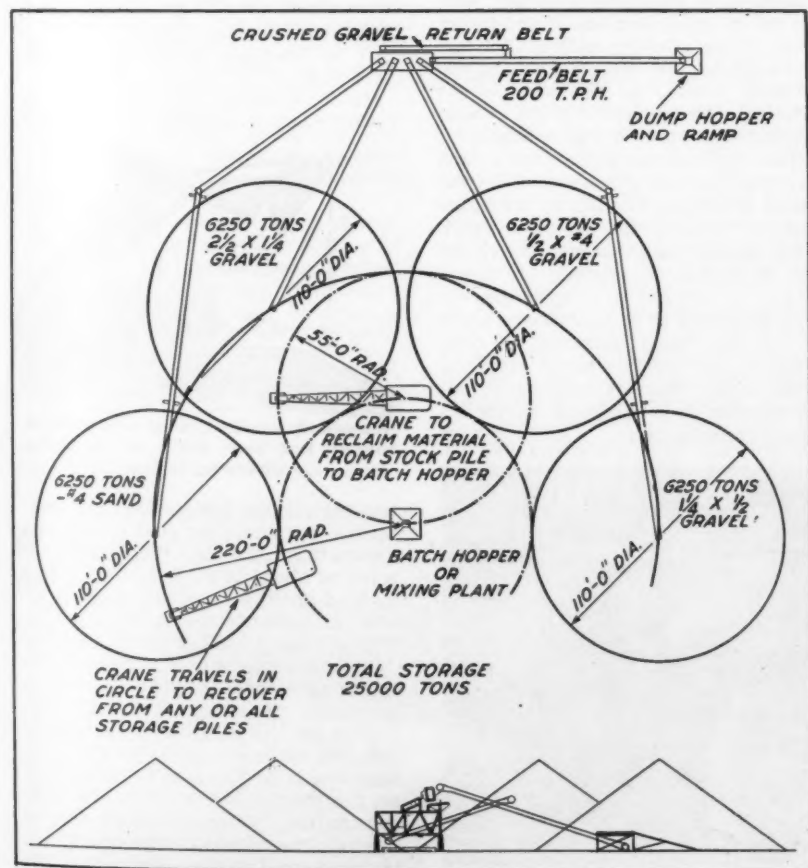 CRUSHED GRAVEL RETURN BELT
FEED BELT
200 T.P.H.
DUMP HOPPER
AND RAMP
6250 TONS
2½ X 1¼
GRAVEL
110'-0" DIA.
6250 TONS
½ X #4
GRAVEL
110'-0" DIA.
55'-0" RAD.
CRANE TO
RECLAIM MATERIAL
FROM STOCK PILE
TO BATCH HOPPER
6250 TONS
-#4 SAND
110'-0" DIA.
220'-0" RAD.
BATCH HOPPER
OR
MIXING PLANT
6250 TONS
1¼ X ½
GRAVEL
110'-0" DIA.
CRANE TRAVELS IN
CIRCLE TO RECOVER
FROM ANY OR ALL
STORAGE PILES
TOTAL STORAGE
25000 TONS